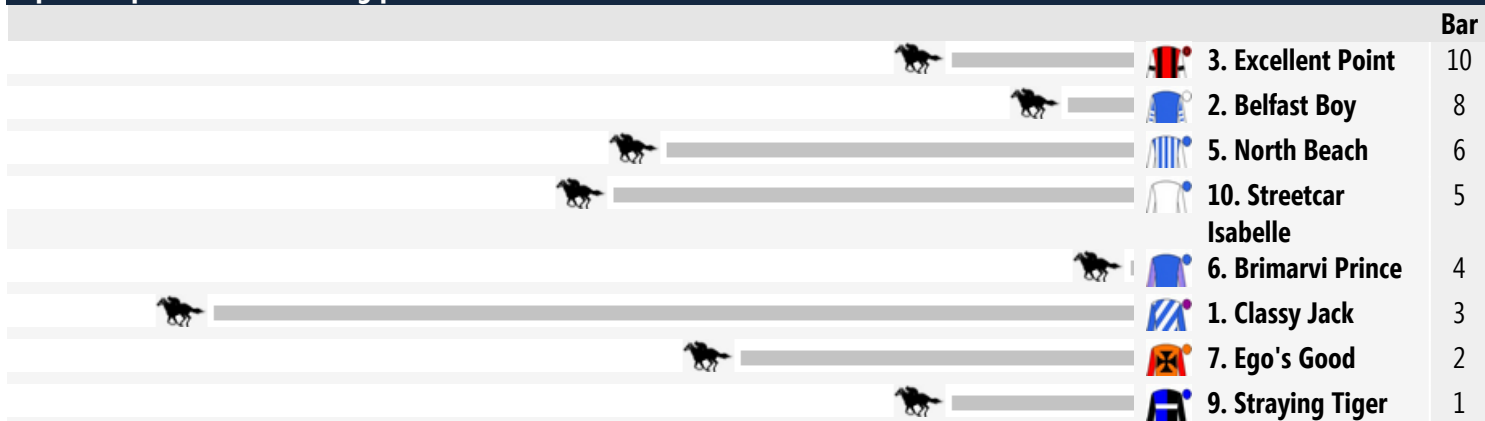 Bar
3. Excellent Point 10
2. Belfast Boy 8
5. North Beach 6
10. Streetcar 5
Isabelle
6. Brimarvi Prince 4
1. Classy Jack 3
7. Ego's Good 2
9. Straying Tiger 1